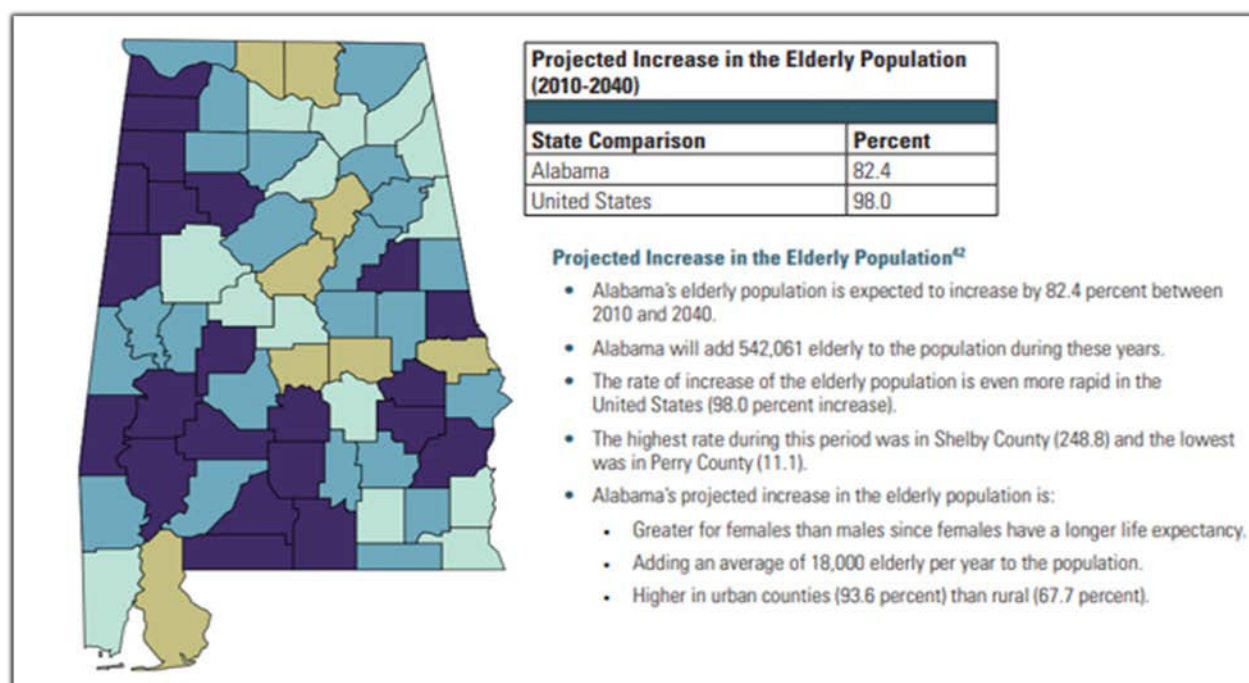 Projected Increase in the Elderly Population
(2010-2040)
State Comparison Percent
Alabama 82.4
United States 98.0
Projected Increase in the Elderly Population⁴²
• Alabama's elderly population is expected to increase by 82.4 percent between
2010 and 2040.
• Alabama will add 542,061 elderly to the population during these years.
• The rate of increase of the elderly population is even more rapid in the
United States (98.0 percent increase).
• The highest rate during this period was in Shelby County (248.8) and the lowest
was in Perry County (11.1).
• Alabama's projected increase in the elderly population is:
• Greater for females than males since females have a longer life expectancy.
• Adding an average of 18,000 elderly per year to the population.
• Higher in urban counties (93.6 percent) than rural (67.7 percent).